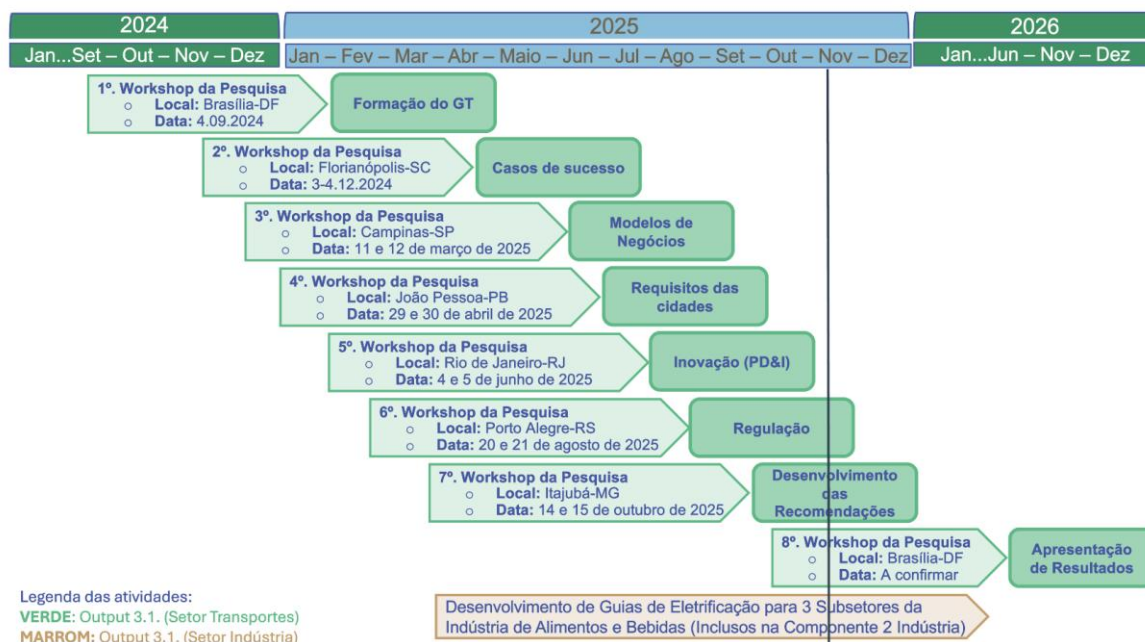 2024
2025
2026
Jan...Set – Out – Nov – Dez
Jan – Fev – Mar – Abr – Maio – Jun – Jul – Ago – Set – Out – Nov – Dez
Jan...Jun – Nov – Dez
1º. Workshop da Pesquisa
o Local: Brasília-DF
o Data: 4.09.2024
Formação do GT
2º. Workshop da Pesquisa
o Local: Florianópolis-SC
o Data: 3-4.12.2024
Casos de sucesso
3º. Workshop da Pesquisa
o Local: Campinas-SP
o Data: 11 e 12 de março de 2025
Modelos de
Negócios
4º. Workshop da Pesquisa
o Local: João Pessoa-PB
o Data: 29 e 30 de abril de 2025
Requisitos das
cidades
5º. Workshop da Pesquisa
o Local: Rio de Janeiro-RJ
o Data: 4 e 5 de junho de 2025
Inovação (PD&I)
6º. Workshop da Pesquisa
o Local: Porto Alegre-RS
o Data: 20 e 21 de agosto de 2025
Regulação
7º. Workshop da Pesquisa
o Local: Itajubá-MG
o Data: 14 e 15 de outubro de 2025
Desenvolvimento
das
Recomendações
8º. Workshop da Pesquisa
o Local: Brasília-DF
o Data: A confirmar
Apresentação
de Resultados
Legenda das atividades:
VERDE: Output 3.1. (Setor Transportes)
MARROM: Output 3.1. (Setor Indústria)
Desenvolvimento de Guias de Eletrificação para 3 Subsetores da
Indústria de Alimentos e Bebidas (Inclusos na Componente 2 Indústria)